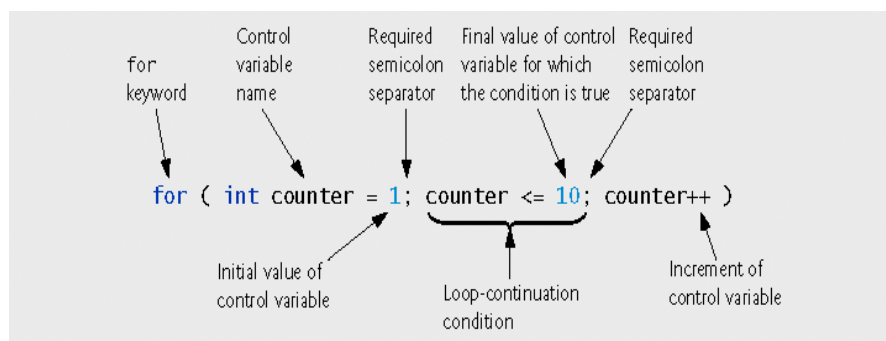 for
keyword
Control
variable
name
Required
semicolon
separator
Final value of control
variable for which
the condition is true
Required
semicolon
separator
for ( int counter = 1; counter <= 10; counter++ )
Initial value of
control variable
Loop-continuation
condition
Increment of
control variable